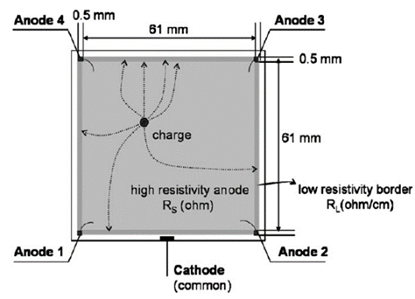 Anode 4
0.5 mm
Anode 3
61 mm
0.5 mm
charge
61 mm
high resistivity anode
R_S (ohm)
low resistivity border
R_L(ohm/cm)
Anode 1
Anode 2
Cathode
(common)